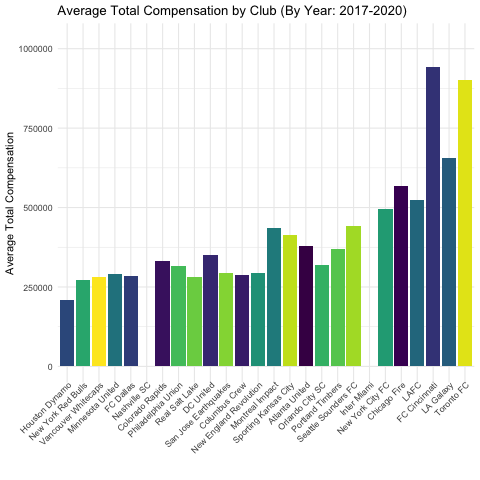 Average Total Compensation by Club (By Year: 2017-2020)
Average Total Compensation
1000000
750000
500000
250000
0
Houston Dynamo
New York Red Bulls
Vancouver Whitecaps
Minnesota United
FC Dallas
Nashville SC
Colorado Rapids
Philadelphia Union
Real Salt Lake
DC United
San Jose Earthquakes
Columbus Crew
New England Revolution
Montreal Impact
Sporting Kansas City
Atlanta United
Orlando City SC
Portland Timbers
Seattle Sounders FC
Inter Miami
New York City FC
Chicago Fire
LAFC
FC Cincinnati
LA Galaxy
Toronto FC